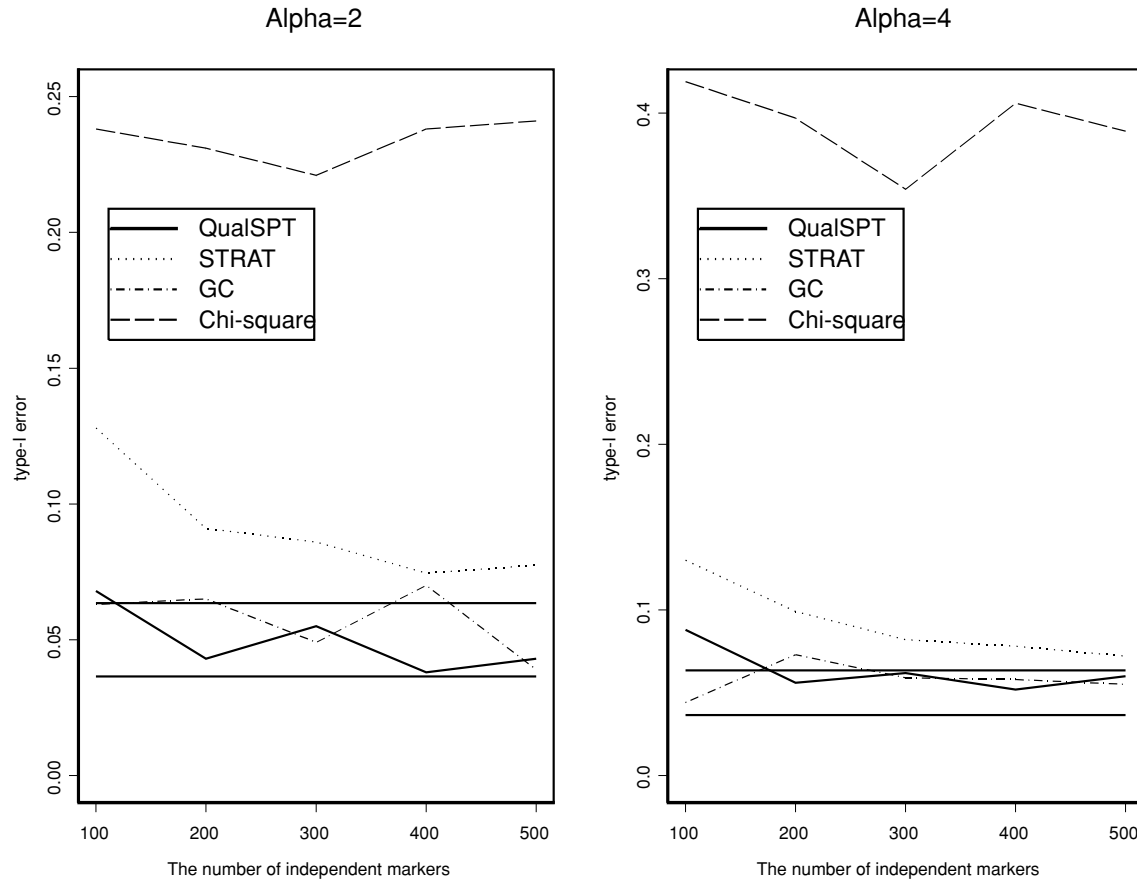 Alpha=2
type-I error
0.25
0.20
0.15
0.10
0.05
0.00
QualSPT
STRAT
GC
Chi-square
100 200 300 400 500
The number of independent markers
Alpha=4
type-I error
0.4
0.3
0.2
0.1
0.0
QualSPT
STRAT
GC
Chi-square
100 200 300 400 500
The number of independent markers